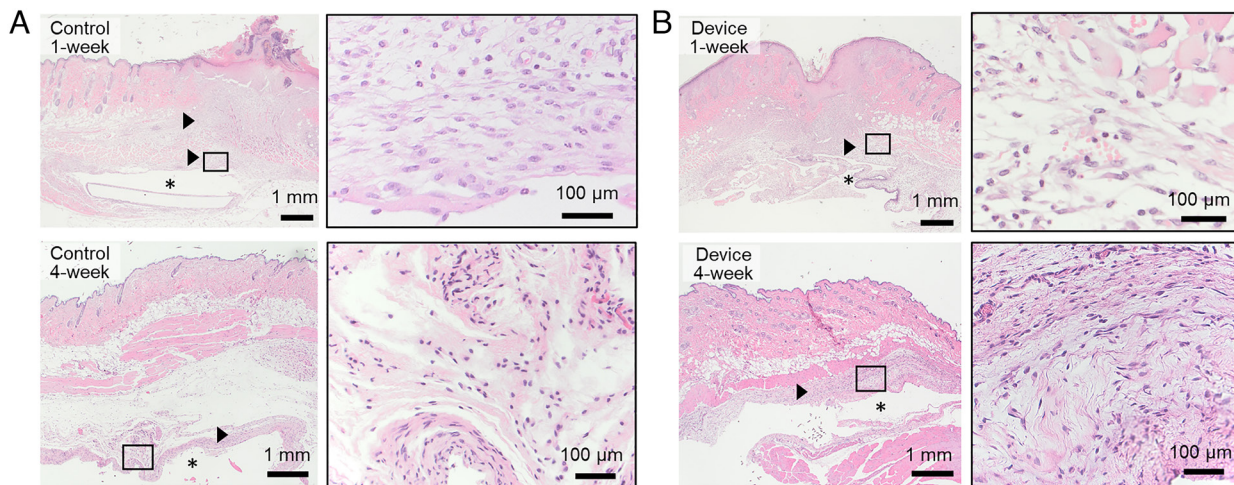 A
Control
1-week
*
1 mm
100 µm
Control
4-week
*
1 mm
100 µm
B
Device
1-week
*
1 mm
100 µm
Device
4-week
*
1 mm
100 µm